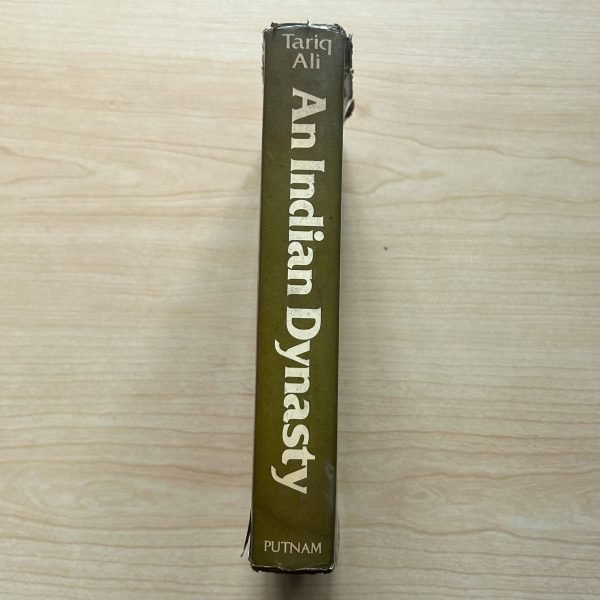 Tariq
Ali
An Indian Dynasty
PUTNAM